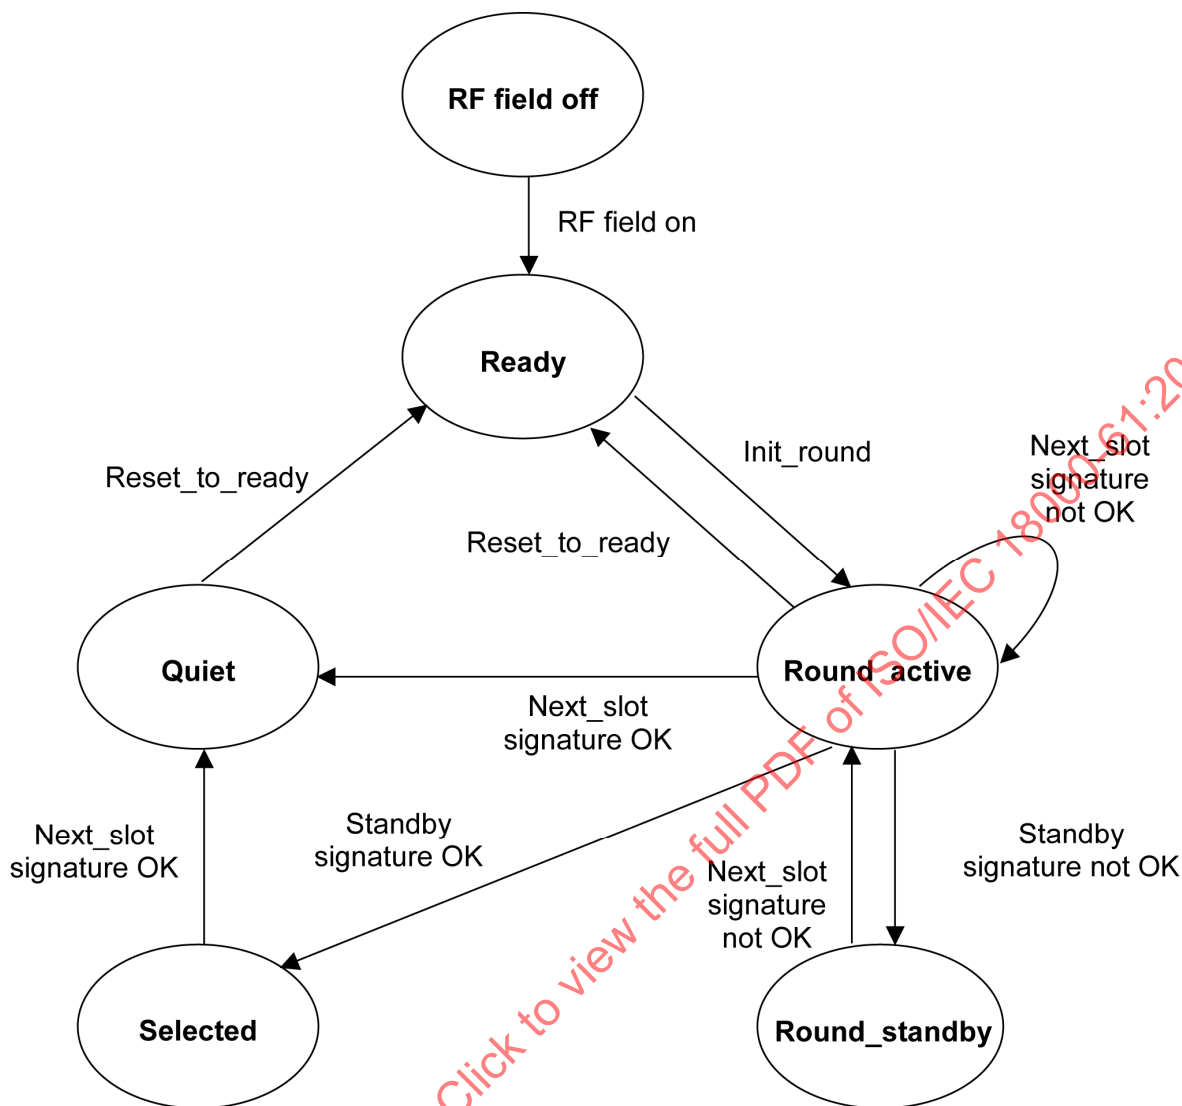 RF field off
RF field on
Ready
Init_round
Next_slot
signature
not OK
Reset_to_ready
Reset_to_ready
Quiet
Round_active
Next_slot
signature OK
Next_slot
signature OK
Standby
signature OK
Next_slot
signature
not OK
Standby
signature not OK
Selected
Round_standby
Click to view the full PDF of ISO/IEC 18000-61:20